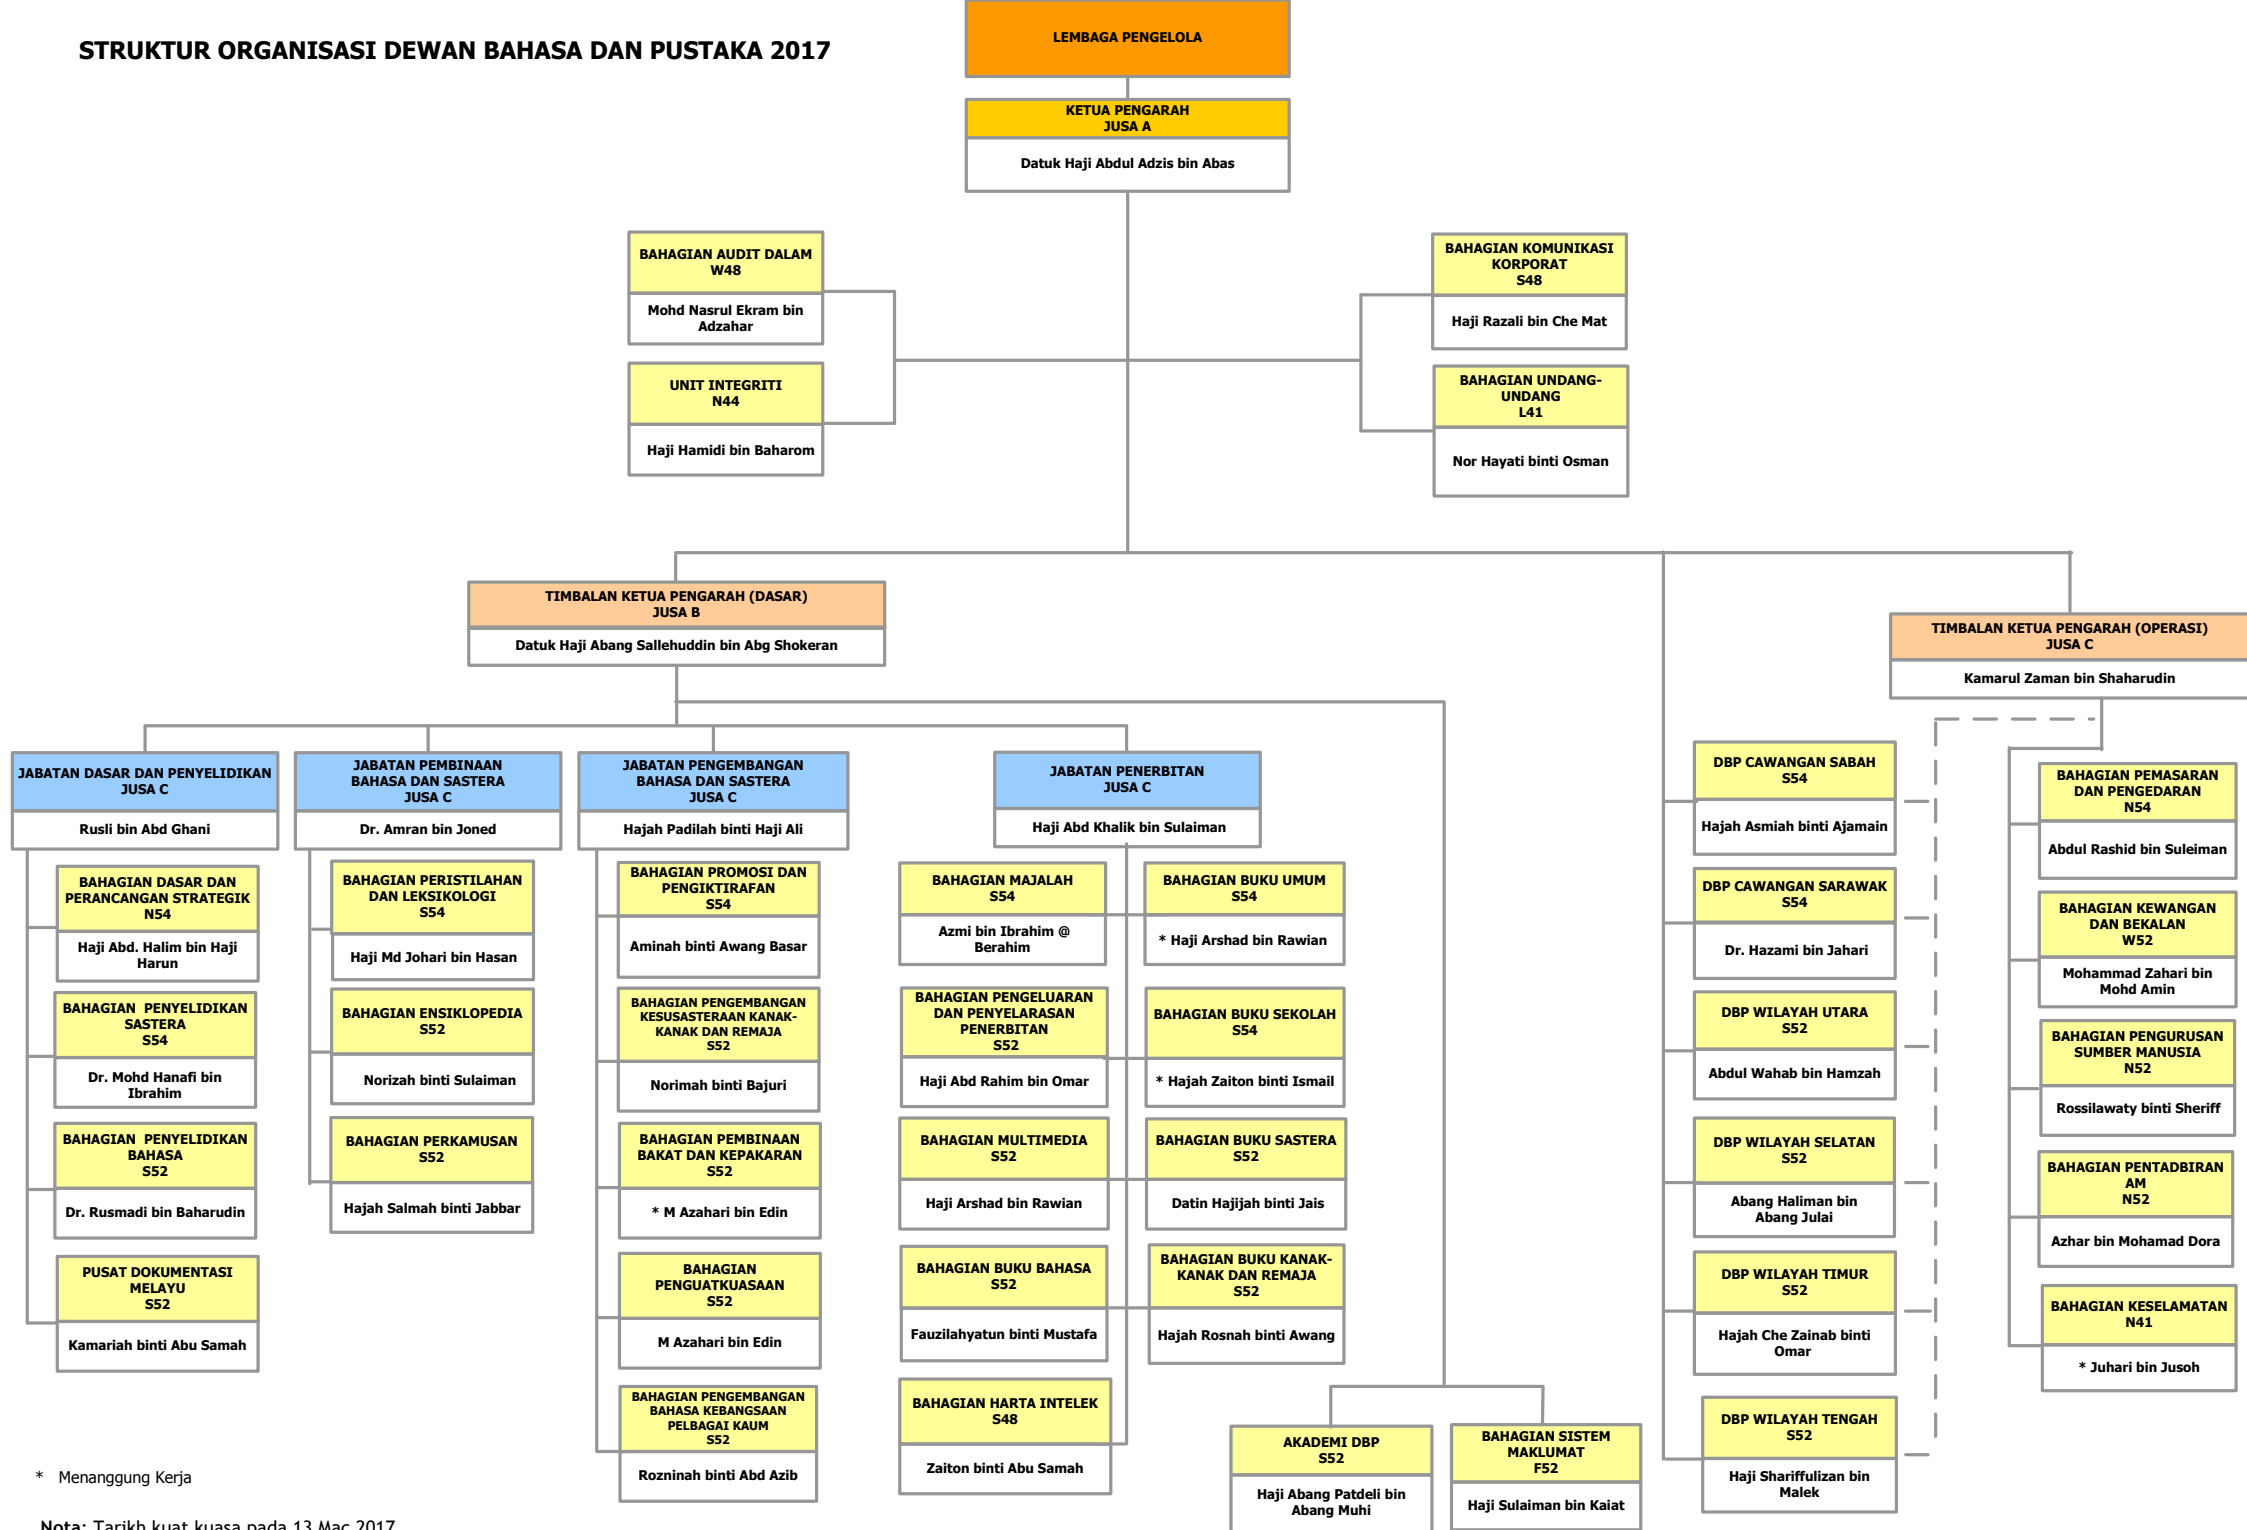 STRUKTUR ORGANISASI DEWAN BAHASA DAN PUSTAKA 2017
LEMBAGA PENGELOLA
KETUA PENGARAH
JUSA A
Datuk Haji Abdul Adzis bin Abas
BAHAGIAN AUDIT DALAM
W48
Mohd Nasrul Ekram bin
Adzahar
UNIT INTEGRITI
N44
Haji Hamidi bin Baharom
BAHAGIAN KOMUNIKASI
KORPORAT
S48
Haji Razali bin Che Mat
BAHAGIAN UNDANG-
UNDANG
L41
Nor Hayati binti Osman
TIMBALAN KETUA PENGARAH (DASAR)
JUSA B
Datuk Haji Abang Sallehuddin bin Abg Shokeran
TIMBALAN KETUA PENGARAH (OPERASI)
JUSA C
Kamarul Zaman bin Shaharudin
JABATAN DASAR DAN PENYELIDIKAN
JUSA C
Rusli bin Abd Ghani
BAHAGIAN DASAR DAN
PERANCANGAN STRATEGIK
N54
Haji Abd. Halim bin Haji
Harun
BAHAGIAN PENYELIDIKAN
SASTERA
S54
Dr. Mohd Hanafi bin
Ibrahim
BAHAGIAN PENYELIDIKAN
BAHASA
S52
Dr. Rusmadi bin Baharudin
PUSAT DOKUMENTASI
MELAYU
S52
Kamariah binti Abu Samah
JABATAN PEMBINAAN
BAHASA DAN SASTERA
JUSA C
Dr. Amran bin Joned
BAHAGIAN PERISTILAHAN
DAN LEKSIKOLOGI
S54
Haji Md Johari bin Hasan
BAHAGIAN ENSIKLOPEDIA
S52
Norizah binti Sulaiman
BAHAGIAN PERKAMUSAN
S52
Hajah Salmah binti Jabbar
JABATAN PENGEMBANGAN
BAHASA DAN SASTERA
JUSA C
Hajah Padilah binti Haji Ali
BAHAGIAN PROMOSI DAN
PENGIKTIRAFAN
S54
Aminah binti Awang Basar
BAHAGIAN PENGEMBANGAN
KESUSASTERAAN KANAK-
KANAK DAN REMAJA
S52
Norimah binti Bajuri
BAHAGIAN PEMBINAAN
BAKAT DAN KEPAKARAN
S52
* M Azahari bin Edin
BAHAGIAN
PENGUATKUASAAN
S52
M Azahari bin Edin
BAHAGIAN PENGEMBANGAN
BAHASA KEBANGSAAN
PELBAGAI KAUM
S52
Rozninah binti Abd Azib
JABATAN PENERBITAN
JUSA C
Haji Abd Khalik bin Sulaiman
BAHAGIAN MAJALAH
S54
Azmi bin Ibrahim @
Berahim
BAHAGIAN BUKU UMUM
S54
* Haji Arshad bin Rawian
BAHAGIAN PENGELUARAN
DAN PENYELARASAN
PENERBITAN
S52
Haji Abd Rahim bin Omar
BAHAGIAN BUKU SEKOLAH
S54
* Hajah Zaiton binti Ismail
BAHAGIAN MULTIMEDIA
S52
Haji Arshad bin Rawian
BAHAGIAN BUKU SASTERA
S52
Datin Hajijah binti Jais
BAHAGIAN BUKU BAHASA
S52
Fauzilahyatun binti Mustafa
BAHAGIAN BUKU KANAK-
KANAK DAN REMAJA
S52
Hajah Rosnah binti Awang
BAHAGIAN HARTA INTELEK
S48
Zaiton binti Abu Samah
AKADEMI DBP
S52
Haji Abang Patdeli bin
Abang Muhi
BAHAGIAN SISTEM
MAKLUMAT
F52
Haji Sulaiman bin Kaiat
DBP CAWANGAN SABAH
S54
Hajah Asmiah binti Ajamain
DBP CAWANGAN SARAWAK
S54
Dr. Hazami bin Jahari
DBP WILAYAH UTARA
S52
Abdul Wahab bin Hamzah
DBP WILAYAH SELATAN
S52
Abang Haliman bin
Abang Julai
DBP WILAYAH TIMUR
S52
Hajah Che Zainab binti
Omar
DBP WILAYAH TENGAH
S52
Haji Shariffulizan bin
Malek
BAHAGIAN PEMASARAN
DAN PENGEDARAN
N54
Abdul Rashid bin Suleiman
BAHAGIAN KEWANGAN
DAN BEKALAN
W52
Mohammad Zahari bin
Mohd Amin
BAHAGIAN PENGURUSAN
SUMBER MANUSIA
N52
Rossilawaty binti Sheriff
BAHAGIAN PENTADBIRAN
AM
N52
Azhar bin Mohamad Dora
BAHAGIAN KESELAMATAN
N41
* Juhari bin Jusoh
* Menanggung Kerja
Nota: Tarikh kuat kuasa pada 13 Mac 2017